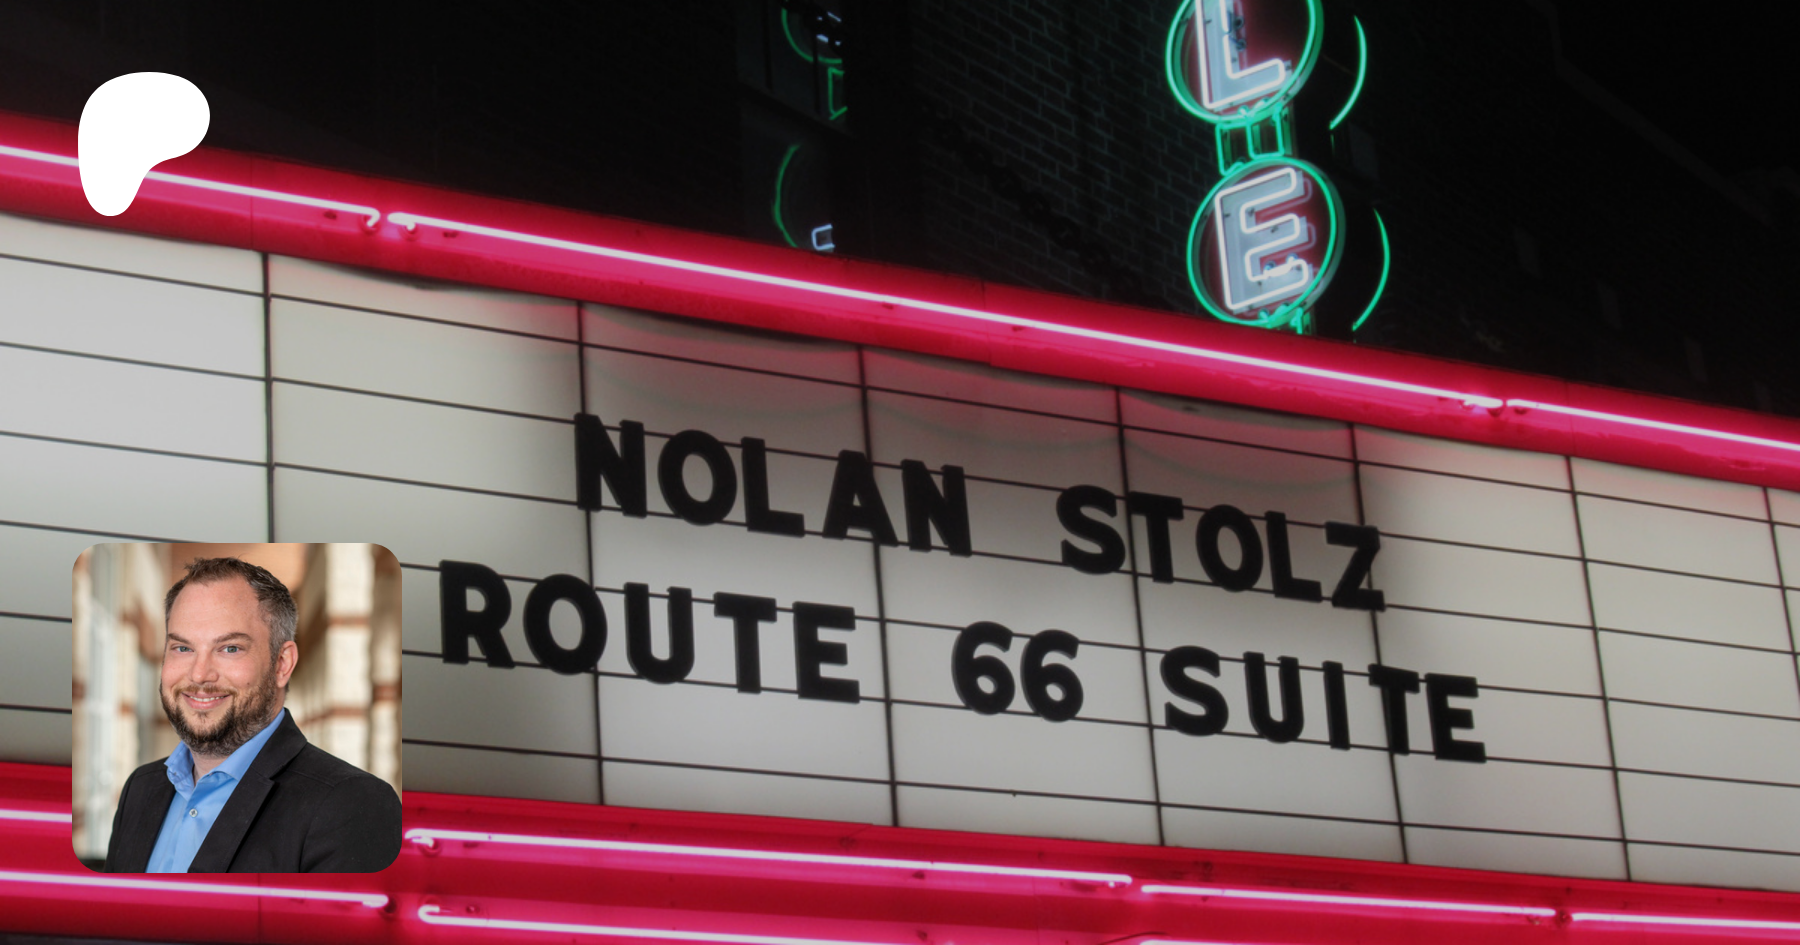 L
E
NOLAN STOLZ
ROUTE 66 SUITE